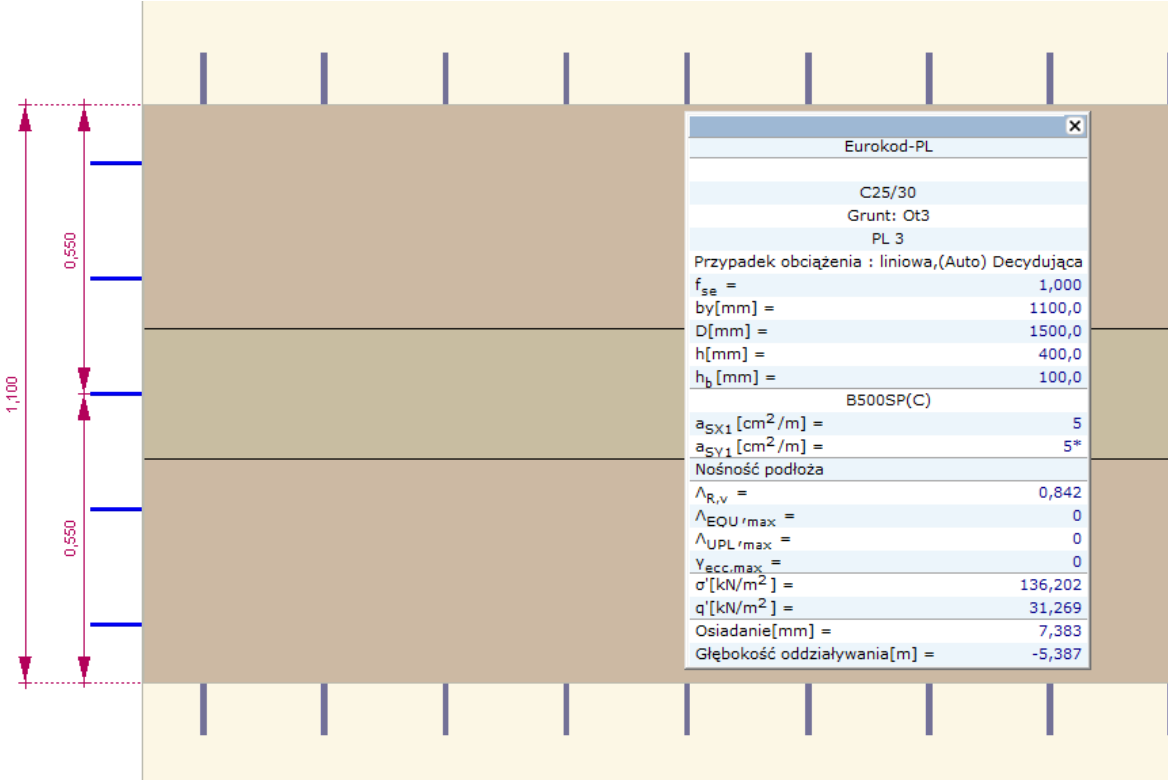 1,100
0,550
0,550
Eurokod-PL
C25/30
Grunt: Ot3
PL 3
Przypadek obciążenia : liniowa,(Auto) Decydująca
fse = 1,000
by[mm] = 1100,0
D[mm] = 1500,0
h[mm] = 400,0
hb[mm] = 100,0
B500SP(C)
aSX1[cm²/m] = 5
aSY1[cm²/m] = 5*
Nośność podłoża
ΛR,v = 0,842
ΛEQU,max = 0
ΛUPL,max = 0
γecc,max = 0
σ'[kN/m²] = 136,202
q'[kN/m²] = 31,269
Osiadanie[mm] = 7,383
Głębokość oddziaływania[m] = -5,387